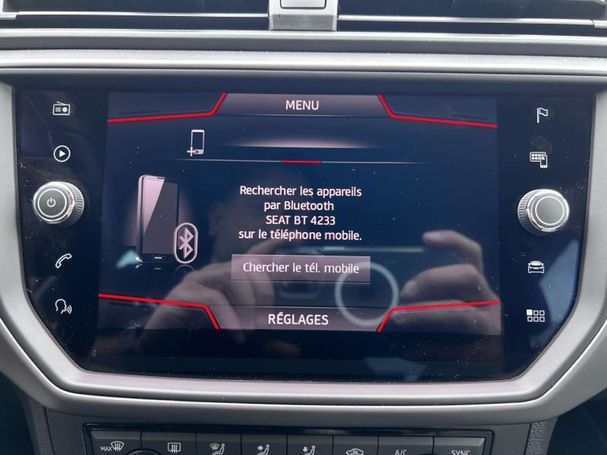 MENU
Rechercher les appareils
par Bluetooth
SEAT BT 4233
sur le téléphone mobile.
Chercher le tél. mobile
RÉGLAGES
MAX
A/C
SYNC